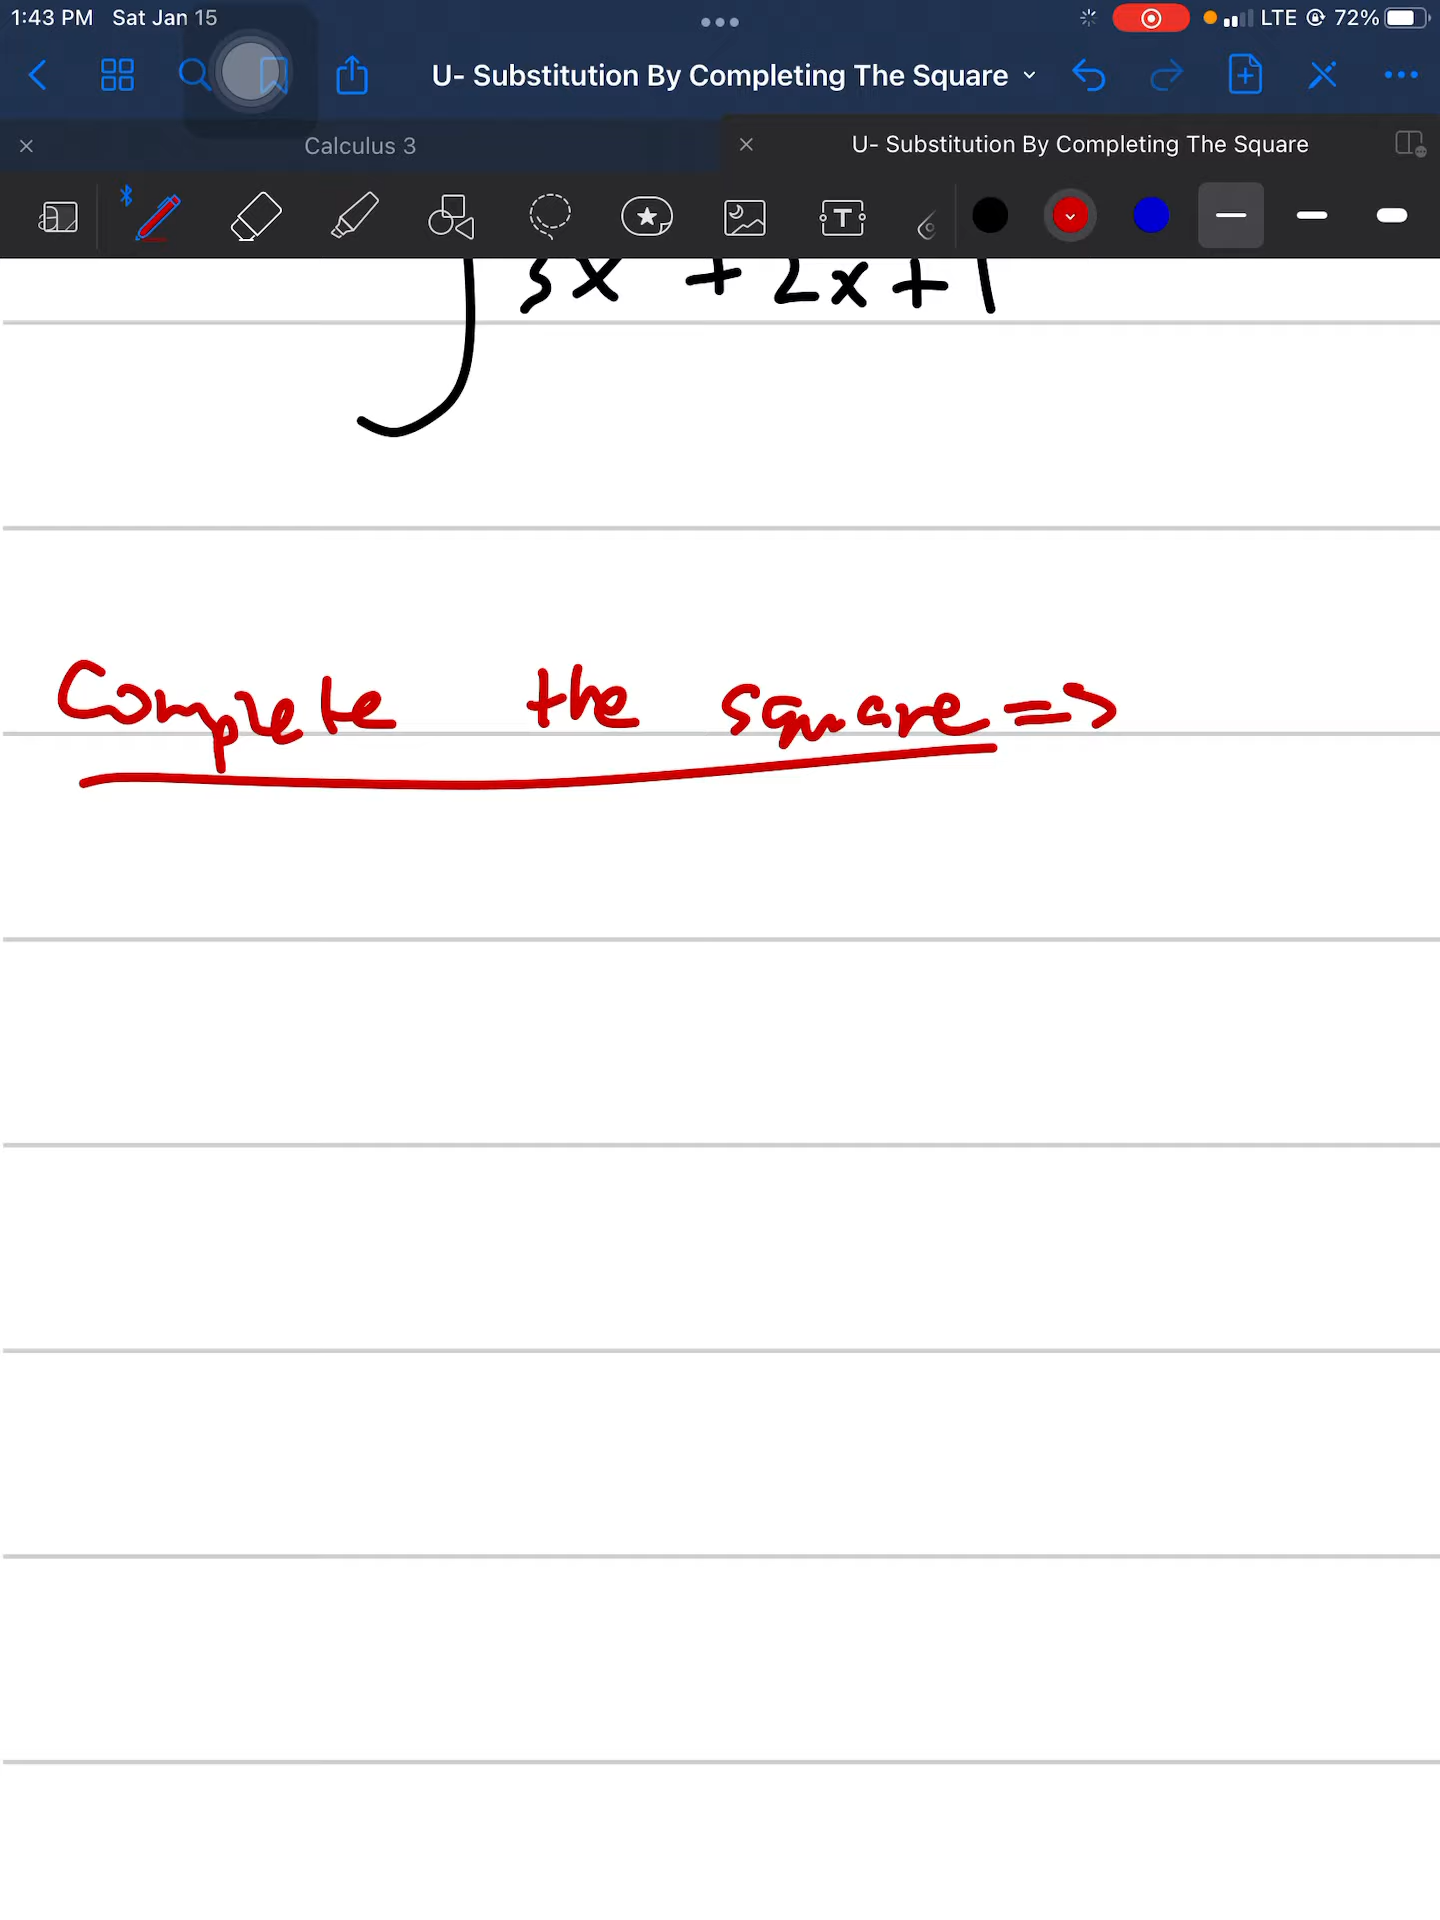 1:43 PM Sat Jan 15 LTE 72%
U- Substitution By Completing The Square
Calculus 3 U- Substitution By Completing The Square
T
∫ 3x + 2x + 1
Complete the square =>